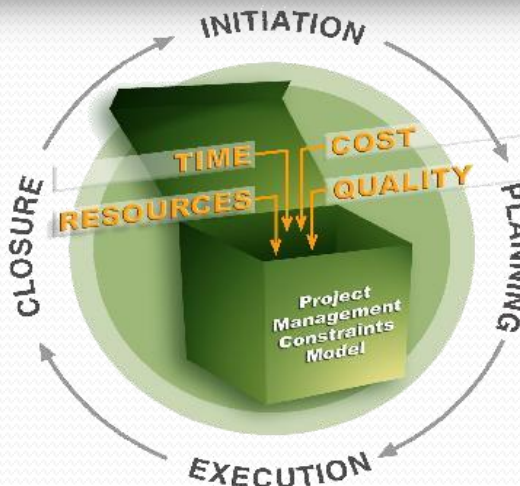 INITIATION
TIME
COST
RESOURCES
QUALITY
CLOSURE
PLANNING
Project
Management
Constraints
Model
EXECUTION